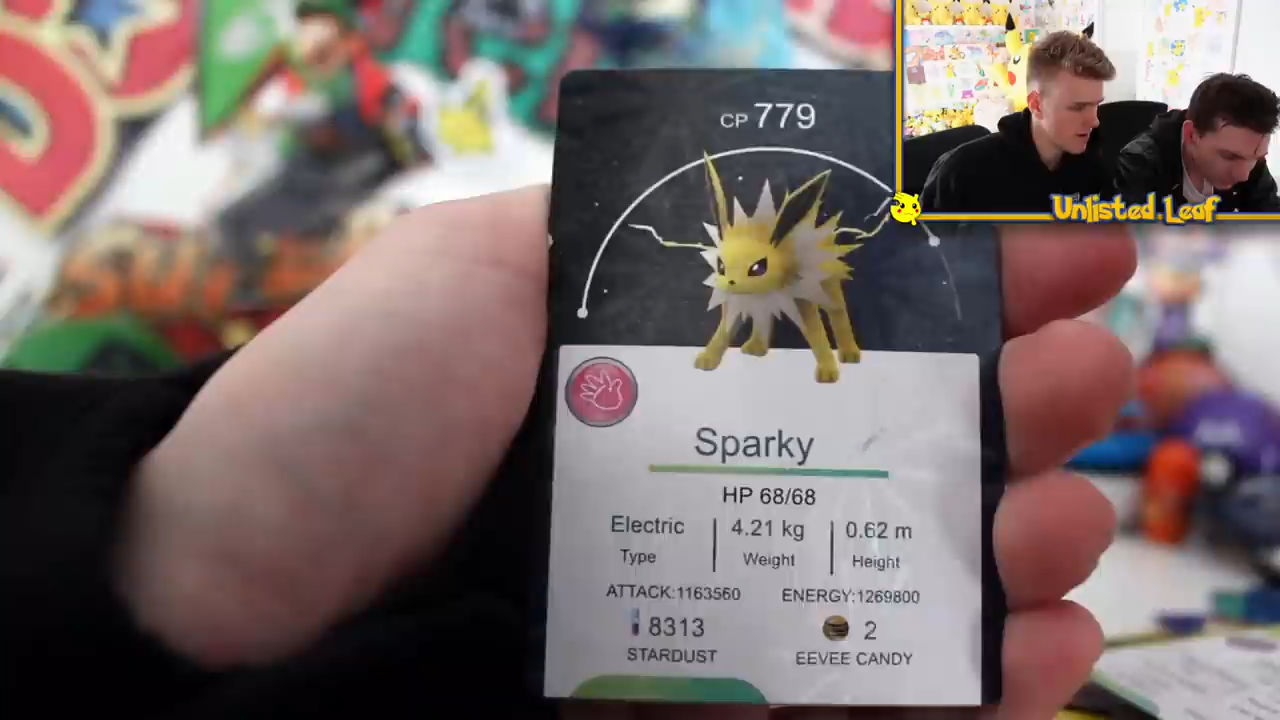 CP 779
Unlisted Leaf
Sparky
HP 68/68
Electric 4.21 kg 0.62 m
Type Weight Height
ATTACK:1163560 ENERGY:1269800
8313 2
STARDUST EEVEE CANDY